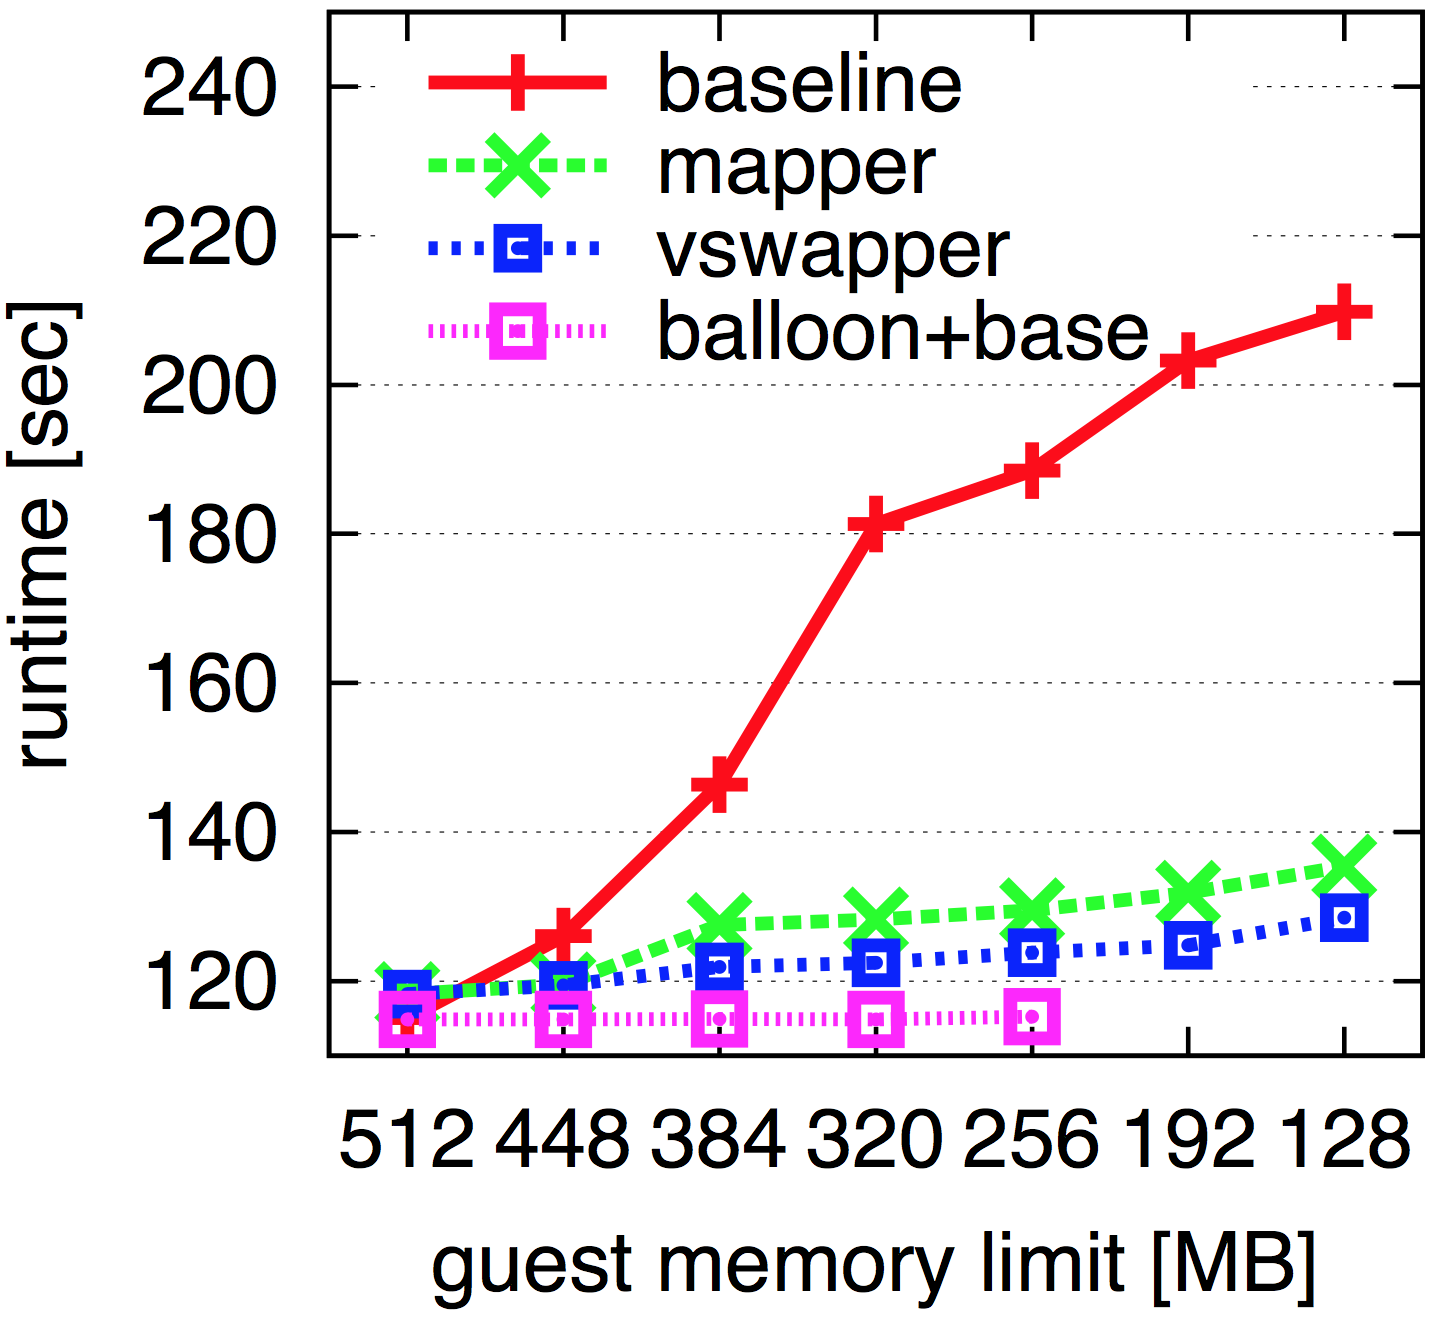 240
220
200
180
160
140
120
runtime [sec]
baseline
mapper
vswapper
balloon+base
512 448 384 320 256 192 128
guest memory limit [MB]